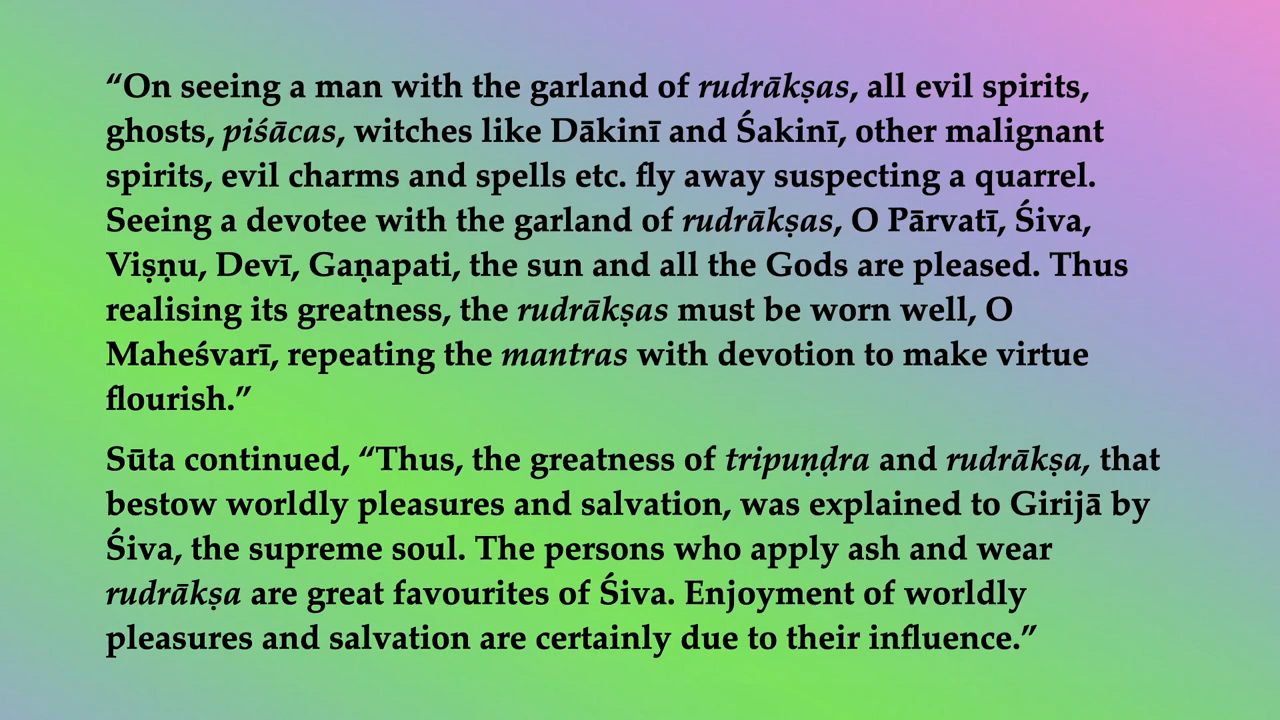 “On seeing a man with the garland of rudrākṣas, all evil spirits,
ghosts, piśācas, witches like Dākinī and Śakinī, other malignant
spirits, evil charms and spells etc. fly away suspecting a quarrel.
Seeing a devotee with the garland of rudrākṣas, O Pārvatī, Śiva,
Viṣṇu, Devī, Gaṇapati, the sun and all the Gods are pleased. Thus
realising its greatness, the rudrākṣas must be worn well, O
Maheśvarī, repeating the mantras with devotion to make virtue
flourish.”
Sūta continued, “Thus, the greatness of tripuṇḍra and rudrākṣa, that
bestow worldly pleasures and salvation, was explained to Girijā by
Śiva, the supreme soul. The persons who apply ash and wear
rudrākṣa are great favourites of Śiva. Enjoyment of worldly
pleasures and salvation are certainly due to their influence.”